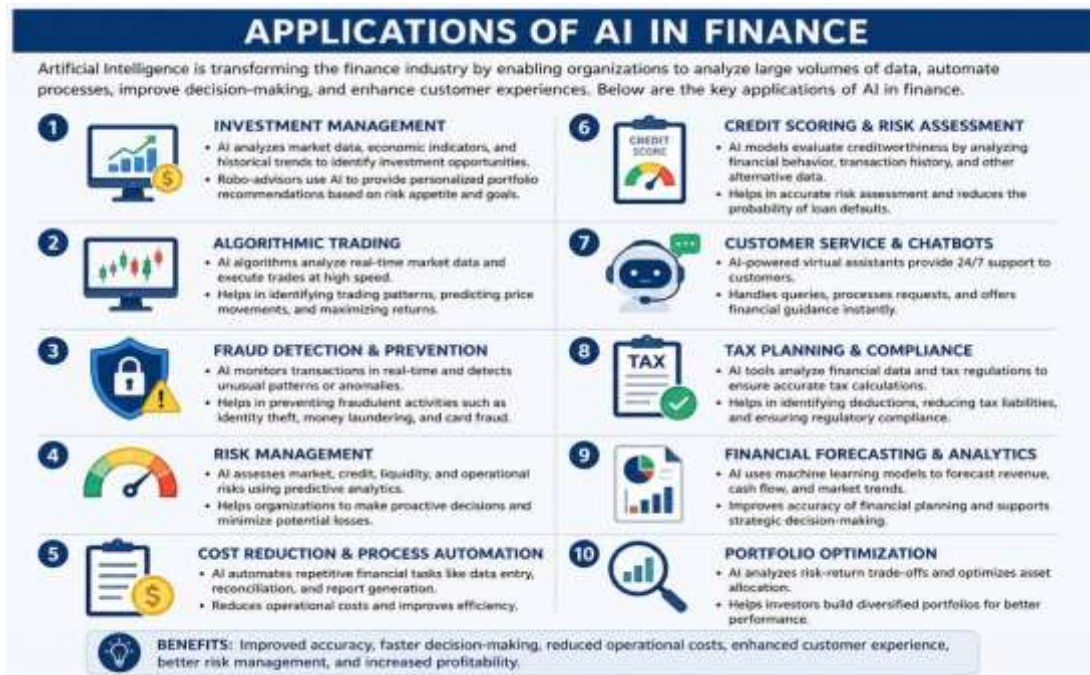 APPLICATIONS OF AI IN FINANCE
Artificial Intelligence is transforming the finance industry by enabling organizations to analyze large volumes of data, automate
processes, improve decision-making, and enhance customer experiences. Below are the key applications of AI in finance.
1
INVESTMENT MANAGEMENT
• AI analyzes market data, economic indicators, and
historical trends to identify investment opportunities.
• Robo-advisors use AI to provide personalized portfolio
recommendations based on risk appetite and goals.
2
ALGORITHMIC TRADING
• AI algorithms analyze real-time market data and
execute trades at high speed.
• Helps in identifying trading patterns, predicting price
movements, and maximizing returns.
3
FRAUD DETECTION & PREVENTION
• AI monitors transactions in real-time and detects
unusual patterns or anomalies.
• Helps in preventing fraudulent activities such as
identity theft, money laundering, and card fraud.
4
RISK MANAGEMENT
• AI assesses market, credit, liquidity, and operational
risks using predictive analytics.
• Helps organizations to make proactive decisions and
minimize potential losses.
5
COST REDUCTION & PROCESS AUTOMATION
• AI automates repetitive financial tasks like data entry,
reconciliation, and report generation.
• Reduces operational costs and improves efficiency.
6
CREDIT
SCORE
CREDIT SCORING & RISK ASSESSMENT
• AI models evaluate creditworthiness by analyzing
financial behavior, transaction history, and other
alternative data.
• Helps in accurate risk assessment and reduces the
probability of loan defaults.
7
CUSTOMER SERVICE & CHATBOTS
• AI-powered virtual assistants provide 24/7 support to
customers.
• Handles queries, processes requests, and offers
financial guidance instantly.
8
TAX
TAX PLANNING & COMPLIANCE
• AI tools analyze financial data and tax regulations to
ensure accurate tax calculations.
• Helps in identifying deductions, reducing tax liabilities,
and ensuring regulatory compliance.
9
FINANCIAL FORECASTING & ANALYTICS
• AI uses machine learning models to forecast revenue,
cash flow, and market trends.
• Improves accuracy of financial planning and supports
strategic decision-making.
10
PORTFOLIO OPTIMIZATION
• AI analyzes risk-return trade-offs and optimizes asset
allocation.
• Helps investors build diversified portfolios for better
performance.
BENEFITS: Improved accuracy, faster decision-making, reduced operational costs, enhanced customer experience,
better risk management, and increased profitability.